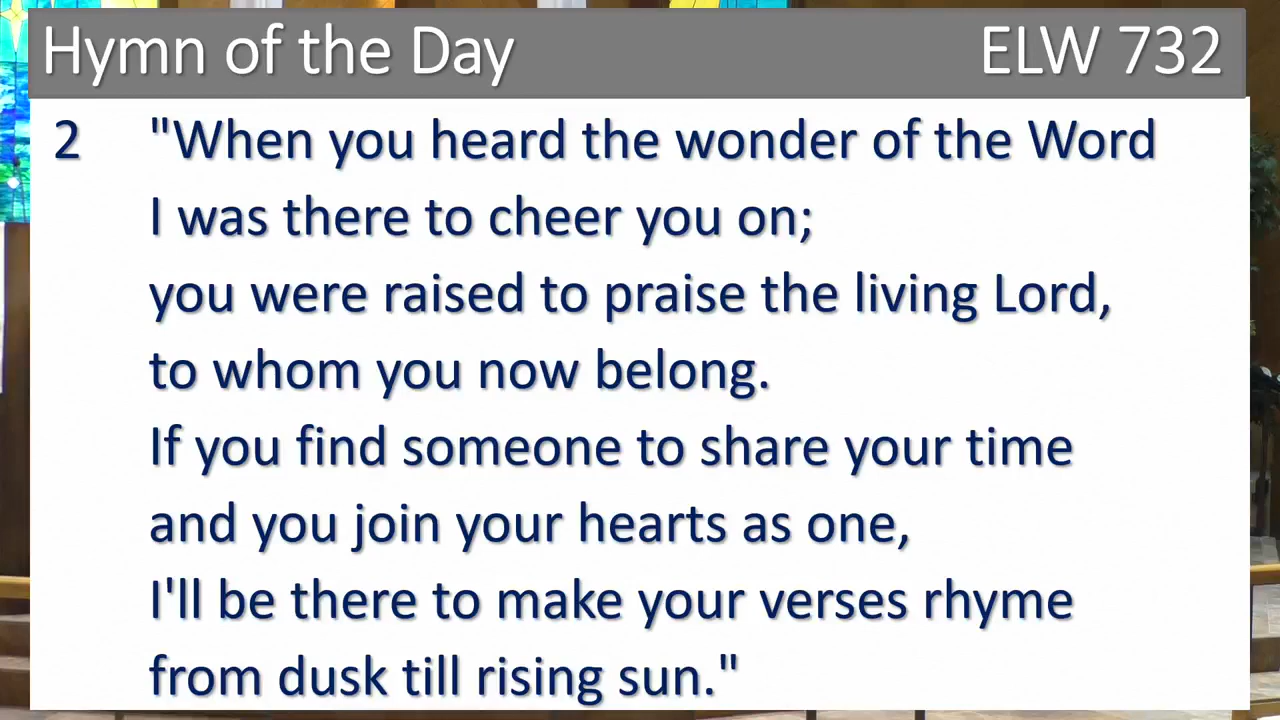 Hymn of the Day ELW 732
2 "When you heard the wonder of the Word
I was there to cheer you on;
you were raised to praise the living Lord,
to whom you now belong.
If you find someone to share your time
and you join your hearts as one,
I'll be there to make your verses rhyme
from dusk till rising sun."